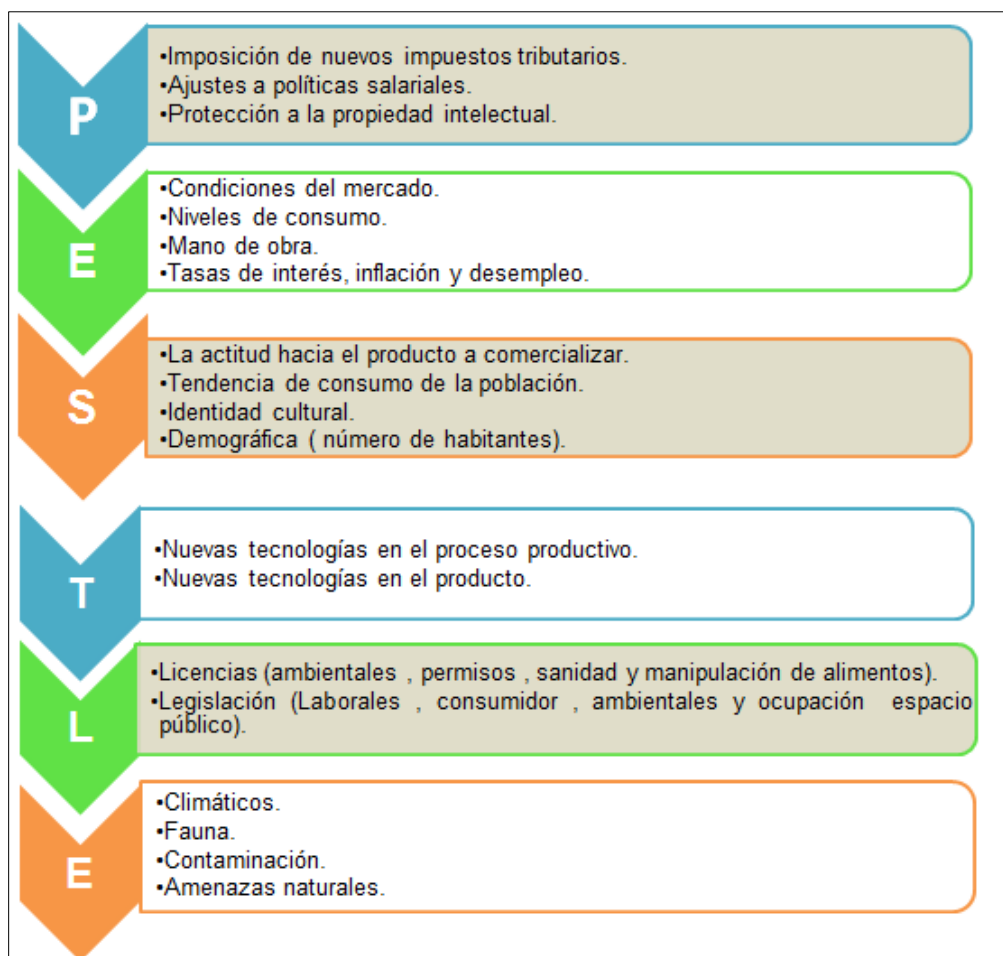 P
•Imposición de nuevos impuestos tributarios.
•Ajustes a políticas salariales.
•Protección a la propiedad intelectual.
E
•Condiciones del mercado.
•Niveles de consumo.
•Mano de obra.
•Tasas de interés, inflación y desempleo.
S
•La actitud hacia el producto a comercializar.
•Tendencia de consumo de la población.
•Identidad cultural.
•Demográfica ( número de habitantes).
T
•Nuevas tecnologías en el proceso productivo.
•Nuevas tecnologías en el producto.
L
•Licencias (ambientales , permisos , sanidad y manipulación de alimentos).
•Legislación (Laborales , consumidor , ambientales y ocupación espacio
público).
E
•Climáticos.
•Fauna.
•Contaminación.
•Amenazas naturales.